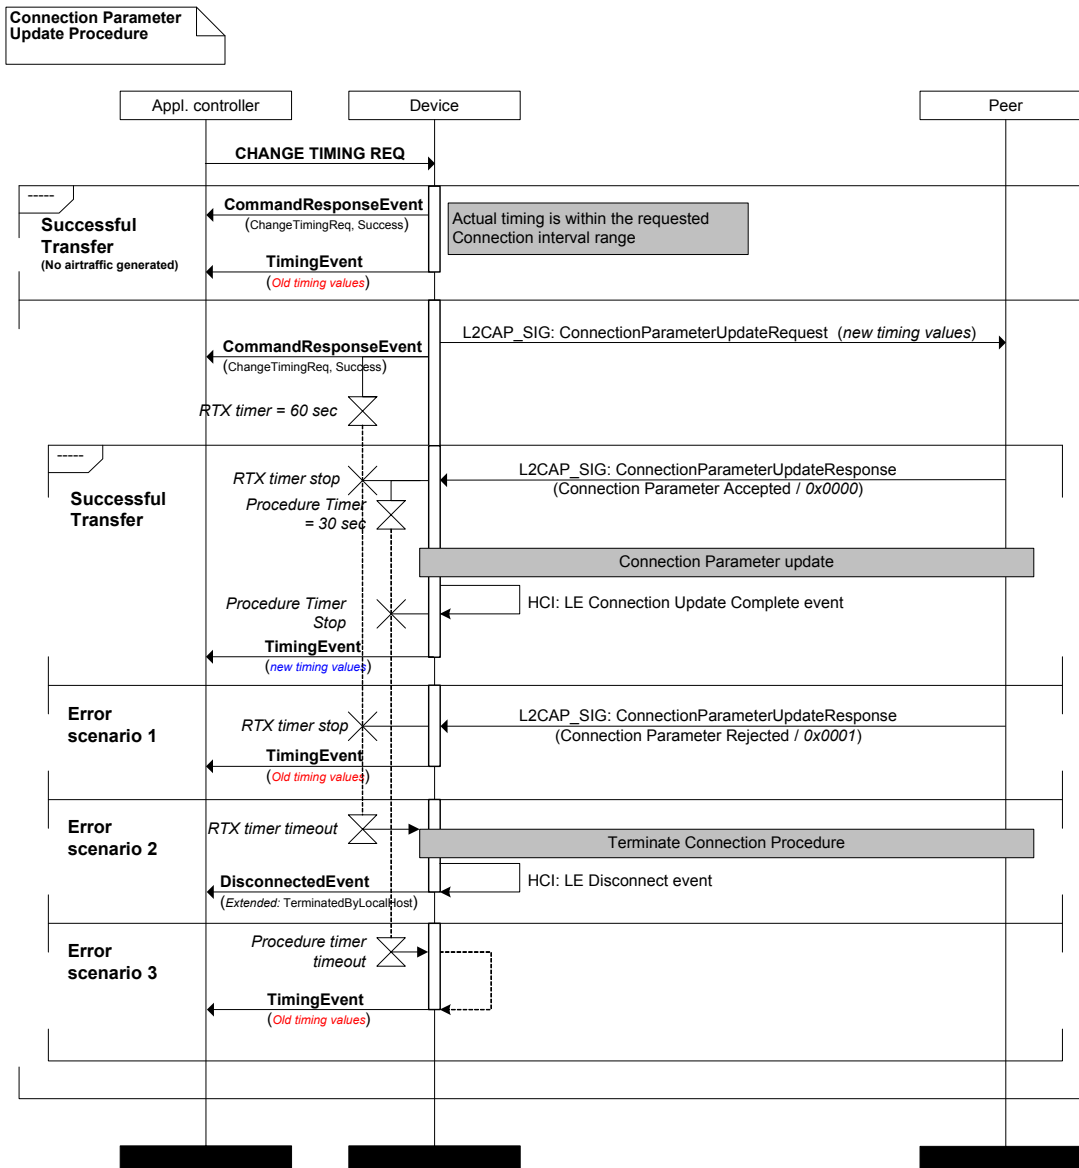 Connection Parameter
Update Procedure
Appl. controller
Device
Peer
CHANGE TIMING REQ
-----
Successful
Transfer
(No airtraffic generated)
CommandResponseEvent
(ChangeTimingReq, Success)
Actual timing is within the requested
Connection interval range
TimingEvent
(Old timing values)
L2CAP_SIG: ConnectionParameterUpdateRequest (new timing values)
CommandResponseEvent
(ChangeTimingReq, Success)
RTX timer = 60 sec
-----
Successful
Transfer
RTX timer stop
L2CAP_SIG: ConnectionParameterUpdateResponse
(Connection Parameter Accepted / 0x0000)
Procedure Timer
= 30 sec
Connection Parameter update
HCI: LE Connection Update Complete event
Procedure Timer
Stop
TimingEvent
(new timing values)
Error
scenario 1
RTX timer stop
L2CAP_SIG: ConnectionParameterUpdateResponse
(Connection Parameter Rejected / 0x0001)
TimingEvent
(Old timing values)
Error
scenario 2
RTX timer timeout
Terminate Connection Procedure
HCI: LE Disconnect event
DisconnectedEvent
(Extended: TerminatedByLocalHost)
Error
scenario 3
Procedure timer
timeout
TimingEvent
(Old timing values)